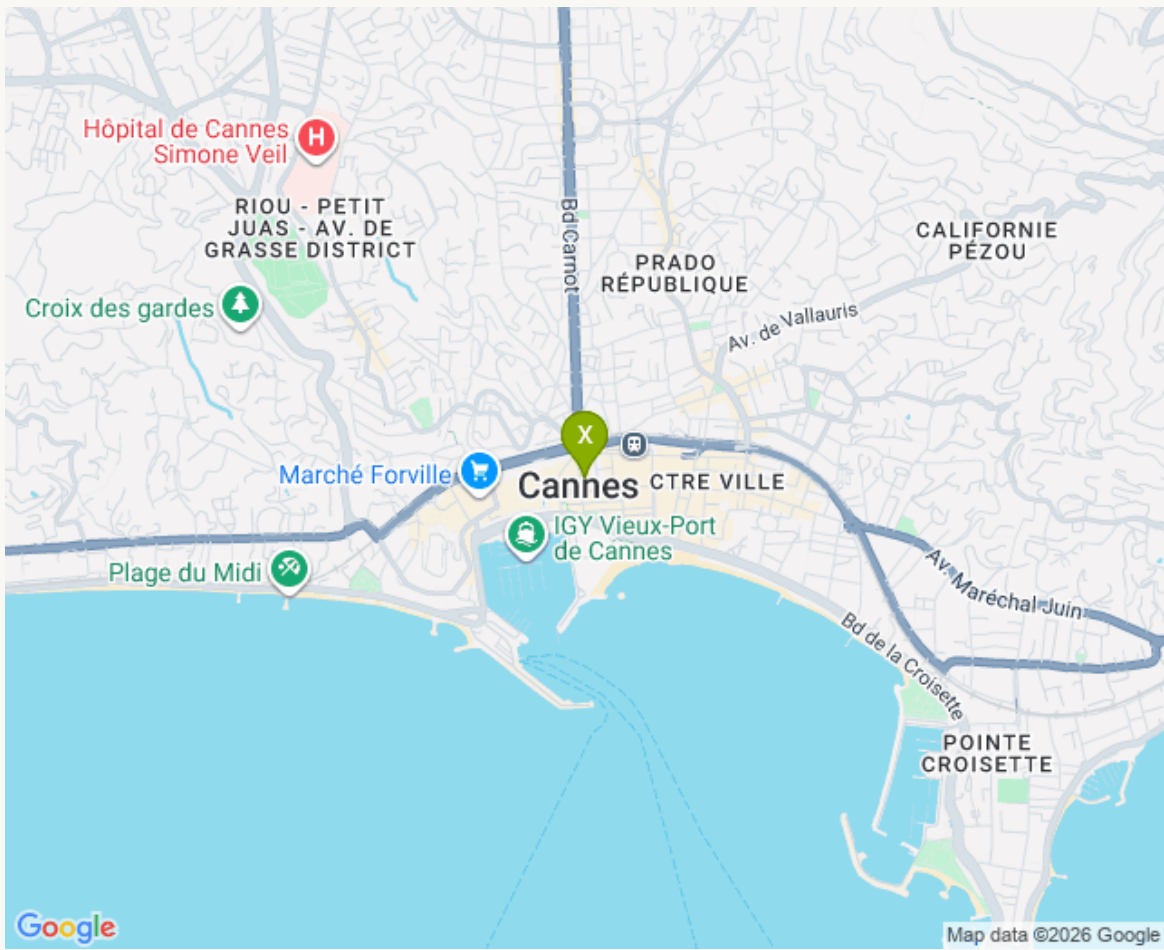 Hôpital de Cannes
Simone Veil
H
RIOU - PETIT
JUAS - AV. DE
GRASSE DISTRICT
Bd Carnot
CALIFORNIE
PÉZOU
PRADO
RÉPUBLIQUE
Croix des gardes
Av. de Vallauris
X
Marché Forville
Cannes
CTRE VILLE
IGY Vieux-Port
de Cannes
Plage du Midi
Av. Maréchal Juin
Bd de la Croisette
POINTE
CROISETTE
Google
Map data ©2026 Google